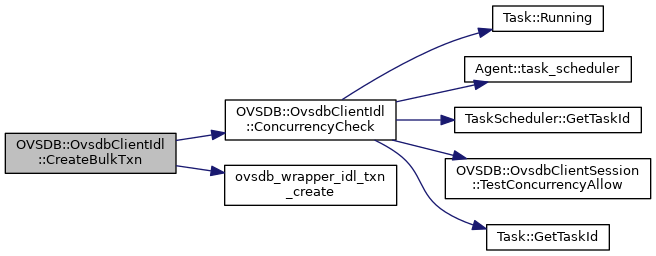 OVSDB::OvsdbClientIdl
::CreateBulkTxn
OVSDB::OvsdbClientIdl
::ConcurrencyCheck
ovsdb_wrapper_idl_txn
_create
Task::Running
Agent::task_scheduler
TaskScheduler::GetTaskId
OVSDB::OvsdbClientSession
::TestConcurrencyAllow
Task::GetTaskId